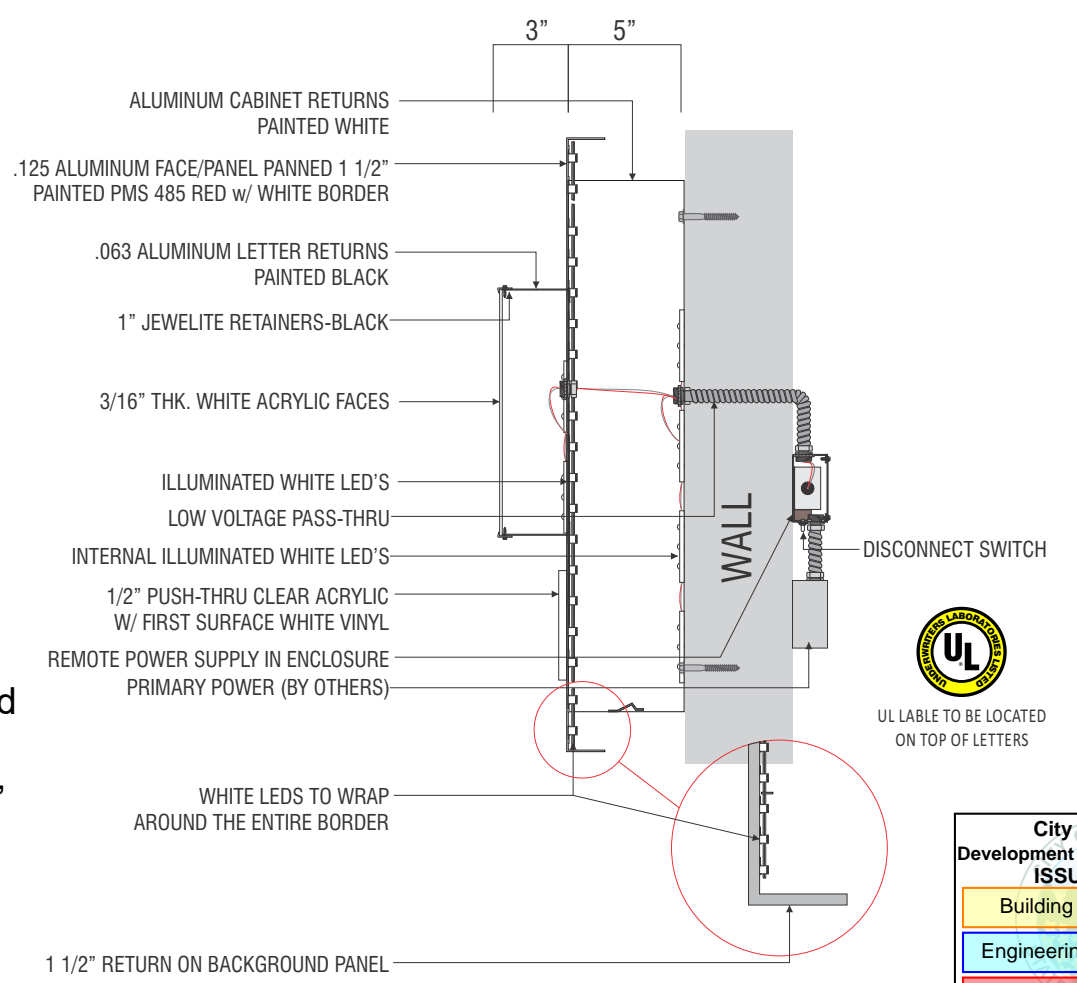 3”
5”
ALUMINUM CABINET RETURNS
PAINTED WHITE
.125 ALUMINUM FACE/PANEL PANNED 1 1/2”
PAINTED PMS 485 RED w/ WHITE BORDER
.063 ALUMINUM LETTER RETURNS
PAINTED BLACK
1” JEWELITE RETAINERS-BLACK
3/16” THK. WHITE ACRYLIC FACES
ILLUMINATED WHITE LED’S
LOW VOLTAGE PASS-THRU
INTERNAL ILLUMINATED WHITE LED’S
1/2” PUSH-THRU CLEAR ACRYLIC
W/ FIRST SURFACE WHITE VINYL
REMOTE POWER SUPPLY IN ENCLOSURE
PRIMARY POWER (BY OTHERS)
WHITE LEDS TO WRAP
AROUND THE ENTIRE BORDER
1 1/2” RETURN ON BACKGROUND PANEL
WALL
DISCONNECT SWITCH
UNDERWRITERS LABORATORIES LISTED
UL
®
UL LABLE TO BE LOCATED
ON TOP OF LETTERS
d
,
City
Development
ISSU
Building
Engineerin